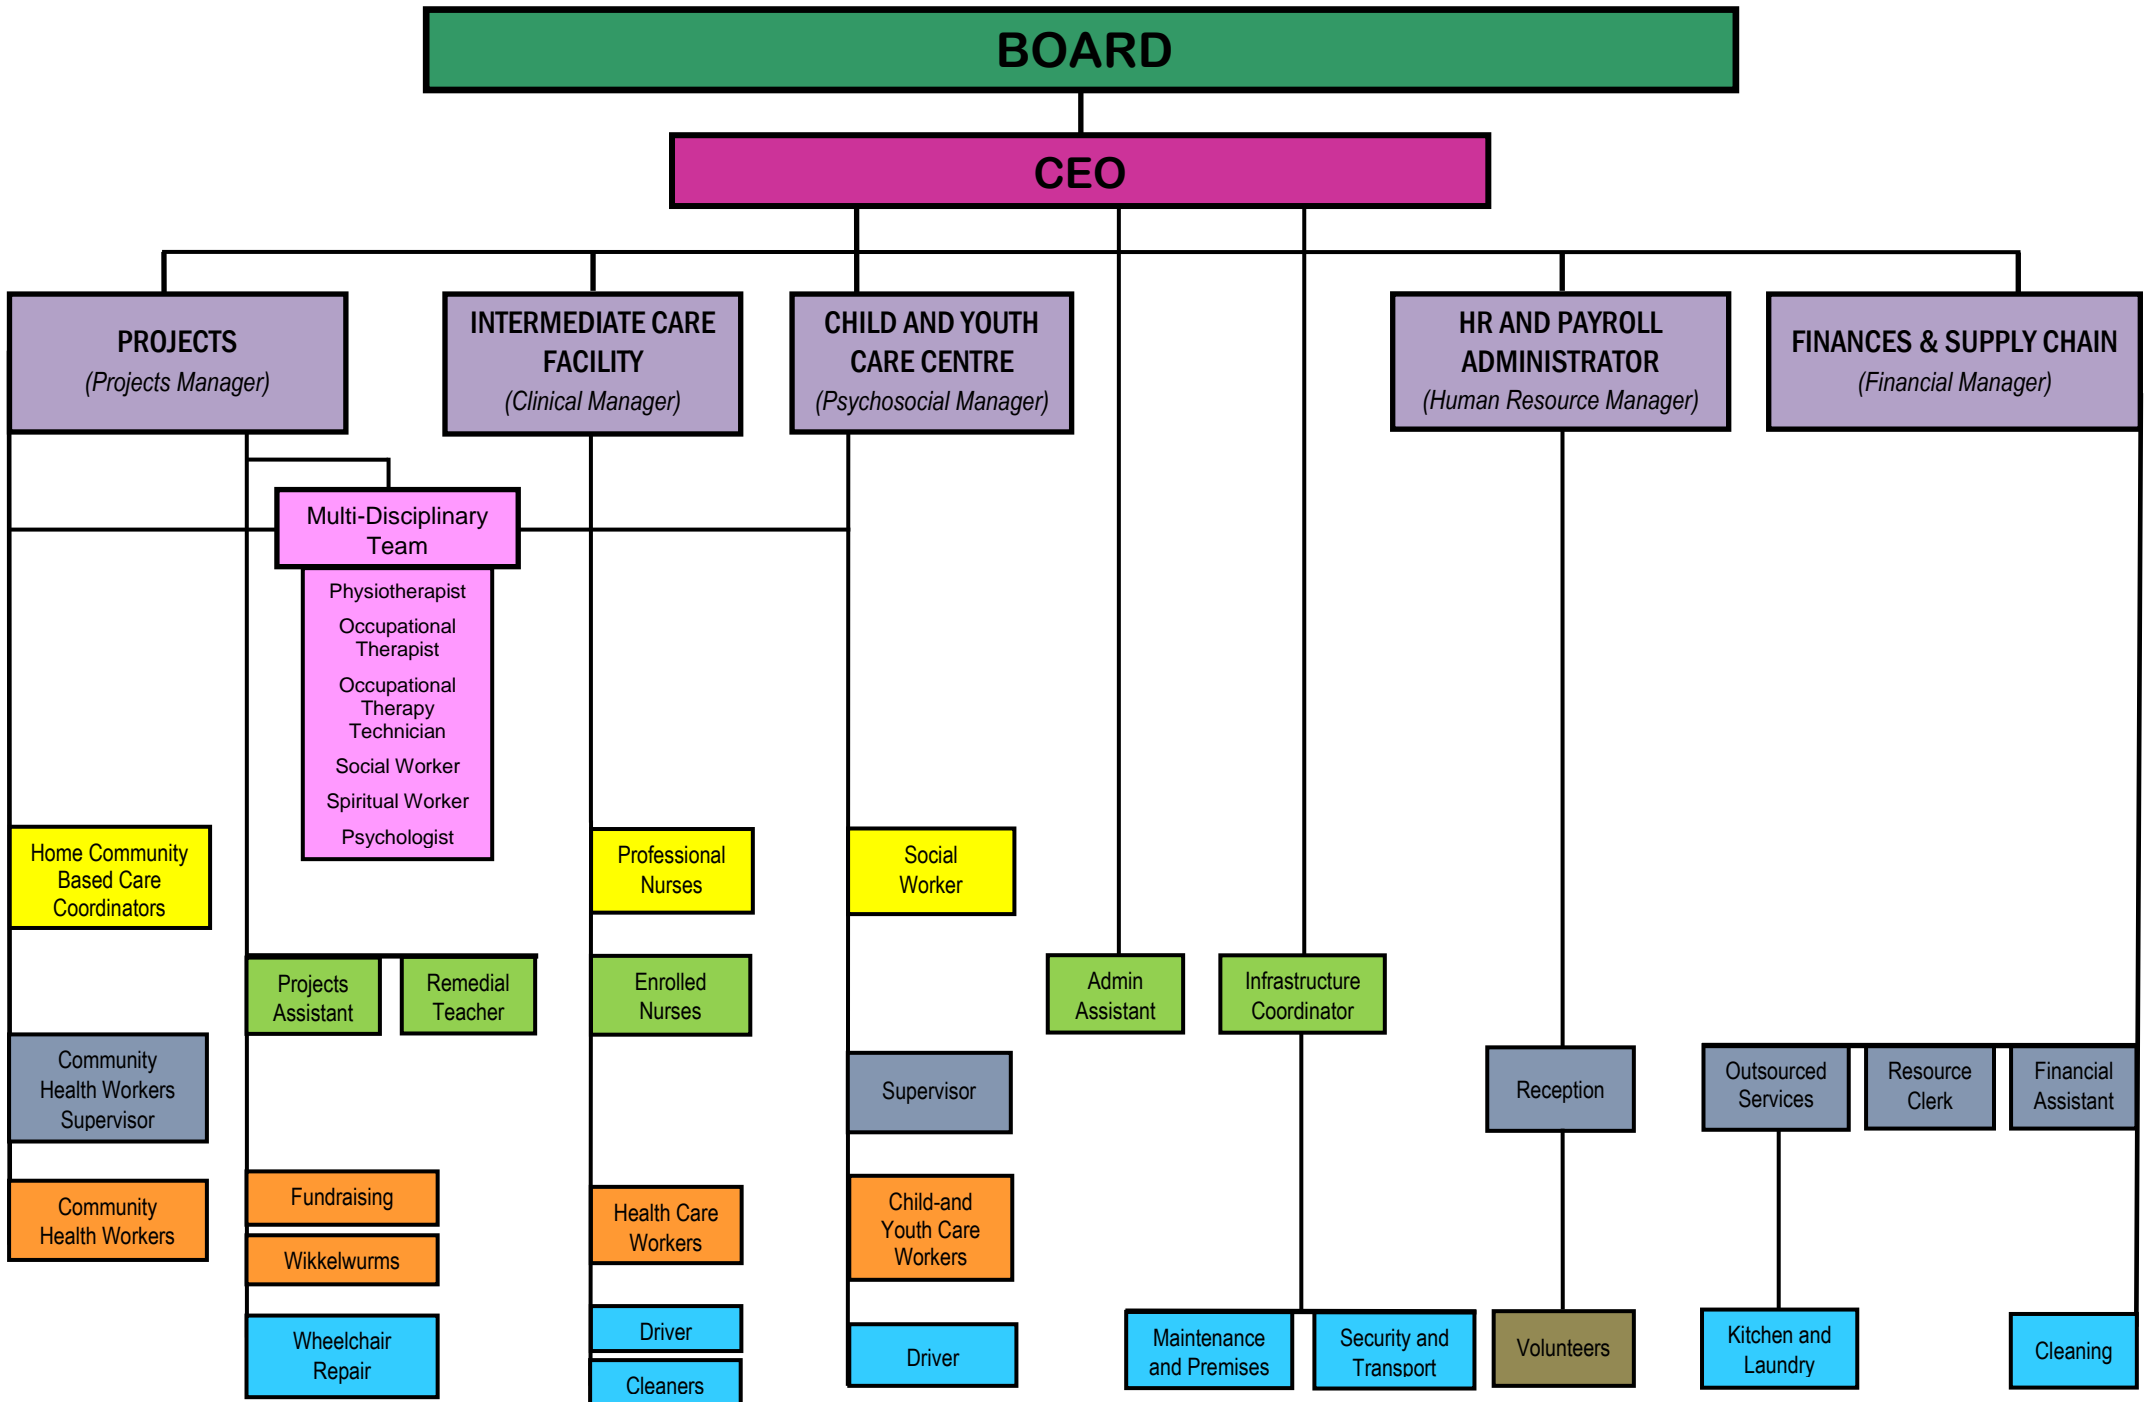 BOARD
CEO
PROJECTS
(Projects Manager)
INTERMEDIATE CARE
FACILITY
(Clinical Manager)
CHILD AND YOUTH
CARE CENTRE
(Psychosocial Manager)
HR AND PAYROLL
ADMINISTRATOR
(Human Resource Manager)
FINANCES & SUPPLY CHAIN
(Financial Manager)
Multi-Disciplinary
Team
Physiotherapist
Occupational
Therapist
Occupational
Therapy
Technician
Social Worker
Spiritual Worker
Psychologist
Home Community
Based Care
Coordinators
Professional
Nurses
Social
Worker
Projects
Assistant
Remedial
Teacher
Enrolled
Nurses
Admin
Assistant
Infrastructure
Coordinator
Community
Health Workers
Supervisor
Supervisor
Reception
Outsourced
Services
Resource
Clerk
Financial
Assistant
Community
Health Workers
Fundraising
Wikkelwurms
Health Care
Workers
Child-and
Youth Care
Workers
Wheelchair
Repair
Driver
Cleaners
Driver
Maintenance
and Premises
Security and
Transport
Volunteers
Kitchen and
Laundry
Cleaning